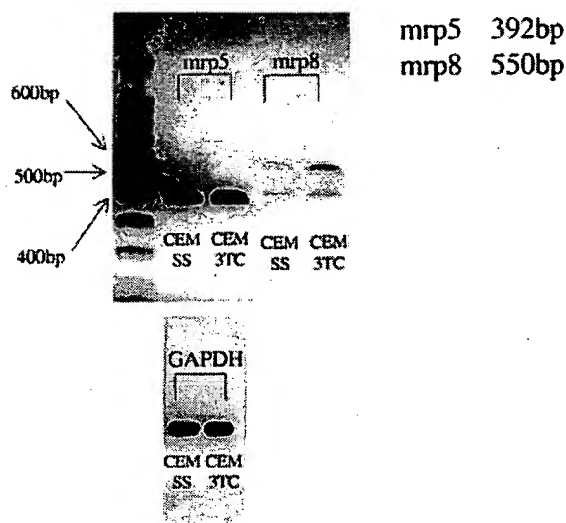 mrp5 392bp
mrp8 550bp
mrp5 mrp8
600bp
500bp
400bp
CEM CEM CEM CEM
SS 3TC SS 3TC
GAPDH
CEM CEM
SS 3TC